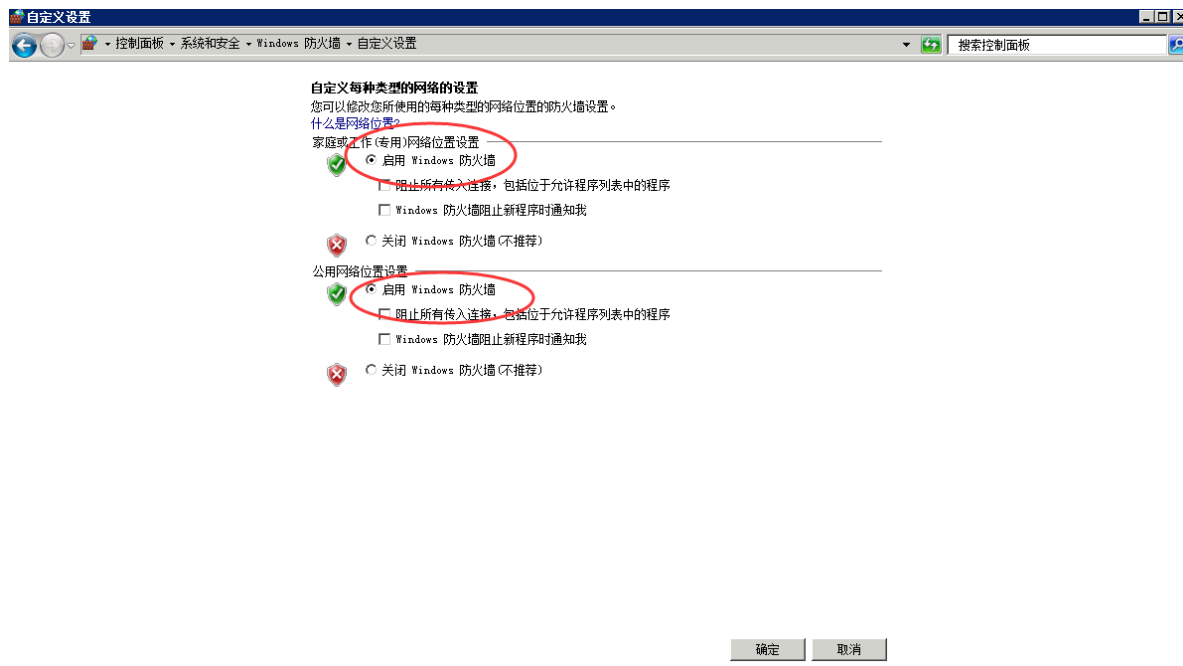 自定义设置
控制面板 系统和安全 Windows 防火墙 自定义设置 搜索控制面板
自定义每种类型的网络的设置
您可以修改您所使用的每种类型的网络位置的防火墙设置。
什么是网络位置?
家庭或工作(专用)网络位置设置
启用 Windows 防火墙
阻止所有传入连接，包括位于允许程序列表中的程序
Windows 防火墙阻止新程序时通知我
关闭 Windows 防火墙(不推荐)
公用网络位置设置
启用 Windows 防火墙
阻止所有传入连接，包括位于允许程序列表中的程序
Windows 防火墙阻止新程序时通知我
关闭 Windows 防火墙(不推荐)
确定 取消